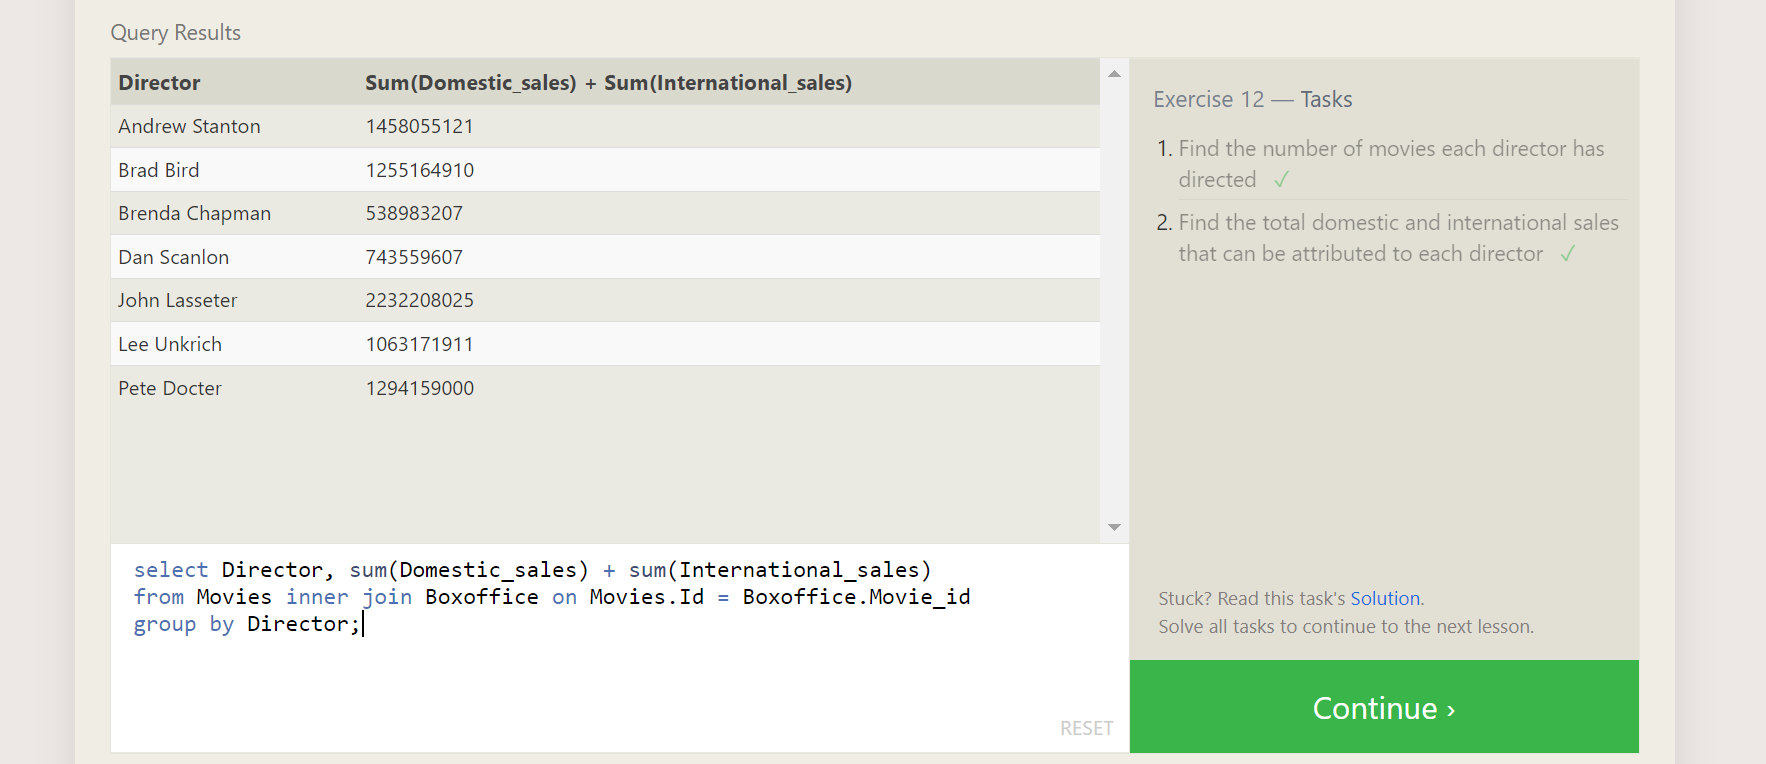 Query Results
Director Sum(Domestic_sales) + Sum(International_sales)
Andrew Stanton 1458055121
Brad Bird 1255164910
Brenda Chapman 538983207
Dan Scanlon 743559607
John Lasseter 2232208025
Lee Unkrich 1063171911
Pete Docter 1294159000
select Director, sum(Domestic_sales) + sum(International_sales)
from Movies inner join Boxoffice on Movies.Id = Boxoffice.Movie_id
group by Director;
RESET
Exercise 12 — Tasks
1. Find the number of movies each director has
directed ✓
2. Find the total domestic and international sales
that can be attributed to each director ✓
Stuck? Read this task's Solution.
Solve all tasks to continue to the next lesson.
Continue ›